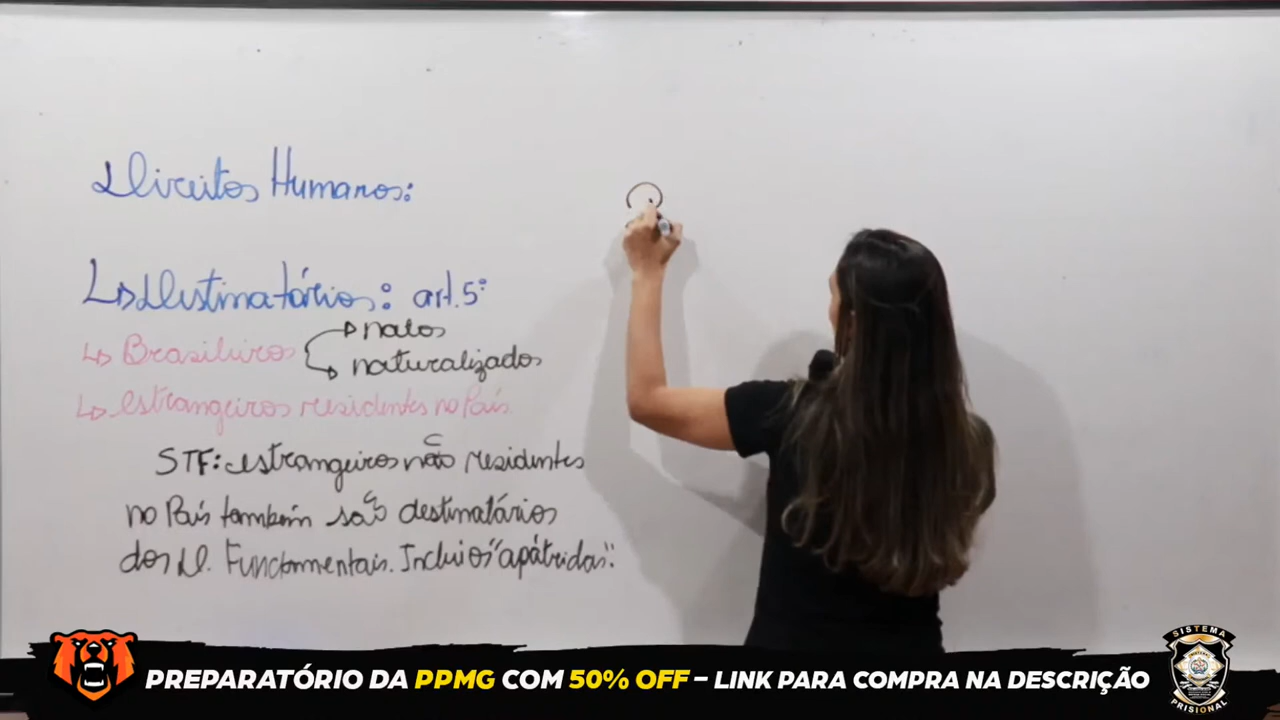 Direitos Humanos:
↳ Destinatários: art. 5º
↳ Brasileiros → natos
→ naturalizados
↳ estrangeiros residentes no País
STF: estrangeiros não residentes
no País também são destinatários
dos D. Fundamentais. Inclui os "apátridas".
PREPARATÓRIO DA PPMG COM 50% OFF – LINK PARA COMPRA NA DESCRIÇÃO
SISTEMA
PRISIONAL